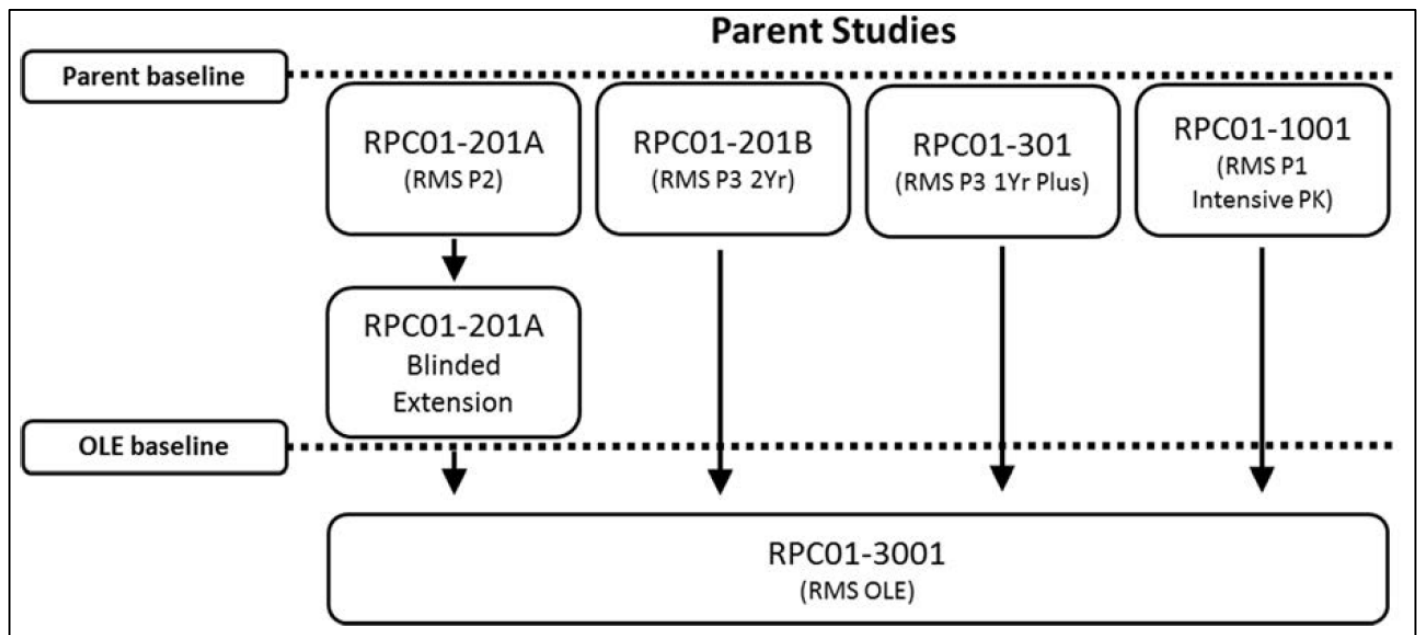 Parent Studies
Parent baseline
RPC01-201A
(RMS P2)
RPC01-201B
(RMS P3 2Yr)
RPC01-301
(RMS P3 1Yr Plus)
RPC01-1001
(RMS P1
Intensive PK)
RPC01-201A
Blinded
Extension
OLE baseline
RPC01-3001
(RMS OLE)